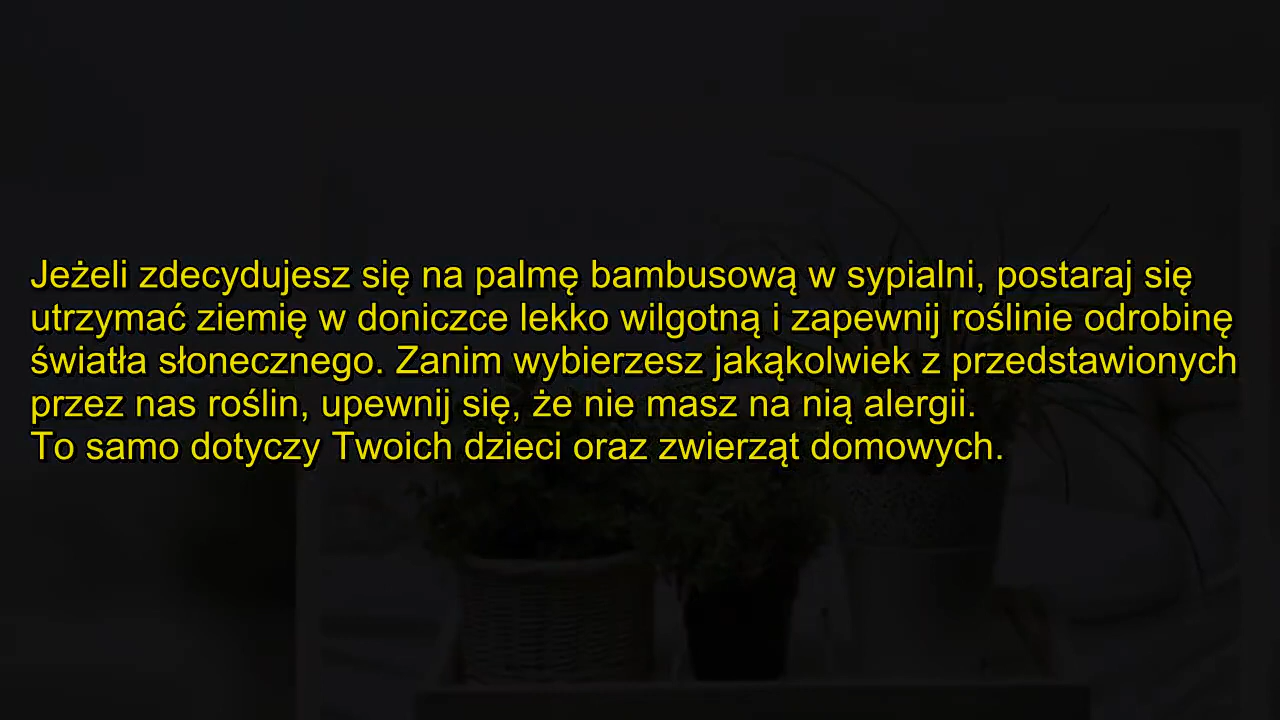 Jeżeli zdecydujesz się na palmę bambusową w sypialni, postaraj się
utrzymać ziemię w doniczce lekko wilgotną i zapewnij roślinie odrobinę
światła słonecznego. Zanim wybierzesz jakąkolwiek z przedstawionych
przez nas roślin, upewnij się, że nie masz na nią alergii.
To samo dotyczy Twoich dzieci oraz zwierząt domowych.